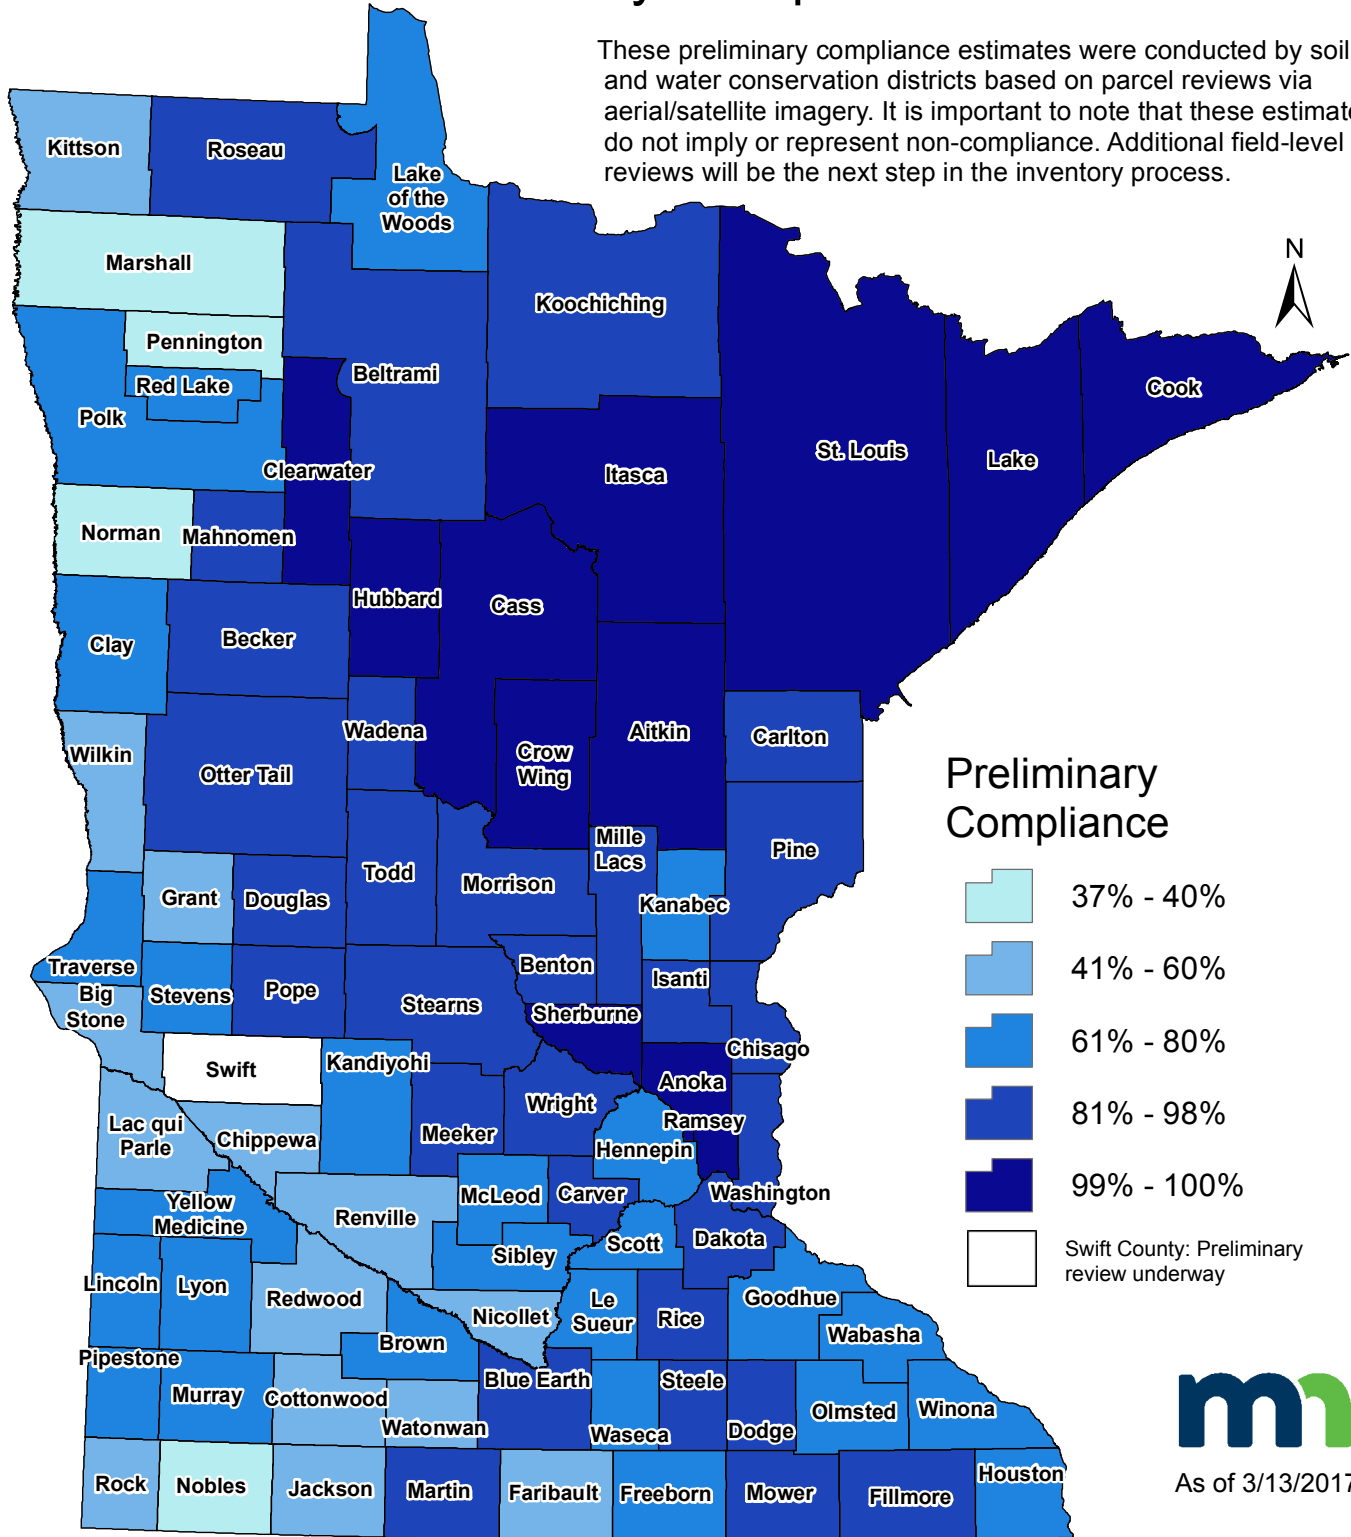 These preliminary compliance estimates were conducted by soil
and water conservation districts based on parcel reviews via
aerial/satellite imagery. It is important to note that these estimate
do not imply or represent non-compliance. Additional field-level
reviews will be the next step in the inventory process.
N
Kittson
Roseau
Lake
of the
Woods
Marshall
Koochiching
Pennington
Beltrami
Red Lake
Cook
Polk
St. Louis
Lake
Clearwater
Itasca
Norman
Mahnomen
Hubbard
Cass
Becker
Clay
Wadena
Aitkin
Carlton
Wilkin
Crow
Wing
Otter Tail
Mille
Lacs
Pine
Todd
Morrison
Grant
Douglas
Kanabec
Traverse
Benton
Isanti
Big
Stone
Stevens
Pope
Stearns
Sherburne
Chisago
Swift
Kandiyohi
Anoka
Wright
Ramsey
Lac qui
Parle
Chippewa
Meeker
Hennepin
McLeod
Carver
Washington
Yellow
Medicine
Renville
Dakota
Scott
Sibley
Lincoln
Lyon
Redwood
Nicollet
Le
Sueur
Rice
Goodhue
Wabasha
Brown
Pipestone
Murray
Cottonwood
Blue Earth
Steele
Watonwan
Waseca
Dodge
Olmsted
Winona
Rock
Nobles
Jackson
Martin
Faribault
Freeborn
Mower
Fillmore
Houston
Preliminary
Compliance
37% - 40%
41% - 60%
61% - 80%
81% - 98%
99% - 100%
Swift County: Preliminary
review underway
mn
As of 3/13/2017